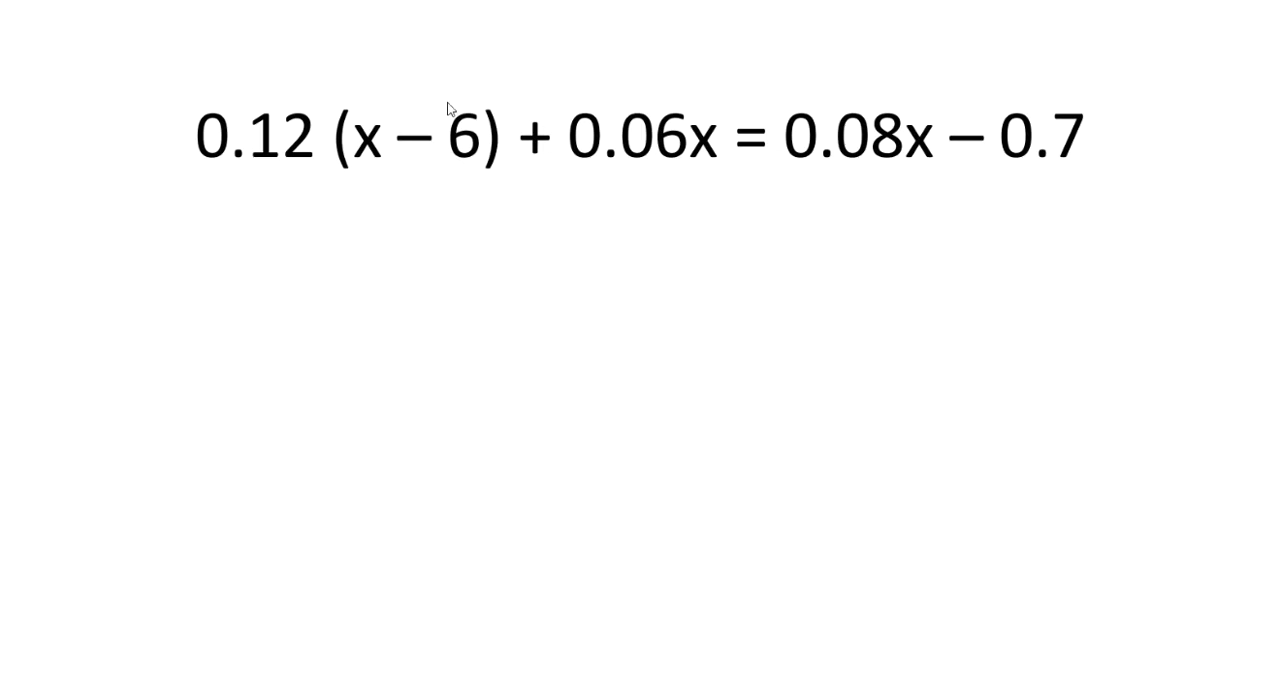 0.12 (x – 6) + 0.06x = 0.08x – 0.7